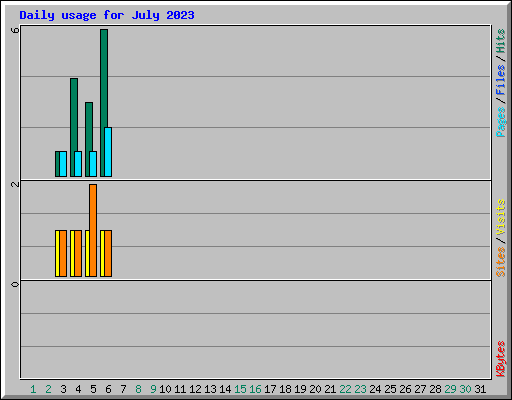 Daily usage for July 2023
6
2
0
Pages/Files/Hits
Sites/Visits
KBytes
1 2 3 4 5 6 7 8 9 10 11 12 13 14 15 16 17 18 19 20 21 22 23 24 25 26 27 28 29 30 31